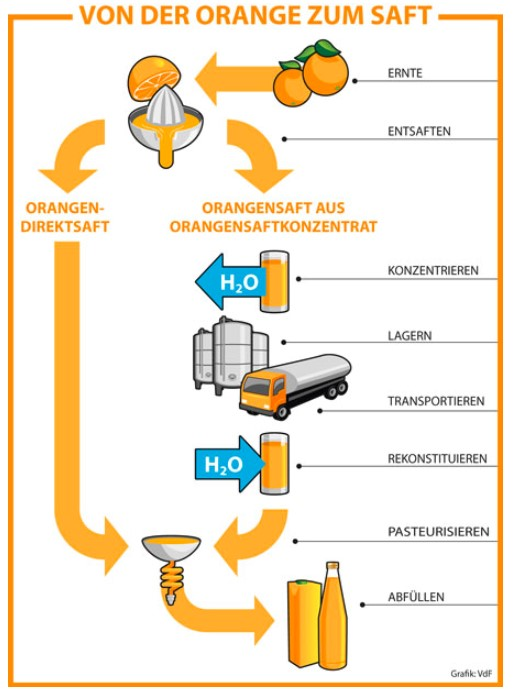 VON DER ORANGE ZUM SAFT
ERNTE
ENTSAFTEN
ORANGEN-
DIREKTSAFT
ORANGENSAFT AUS
ORANGENSAFTKONZENTRAT
KONZENTRIEREN
H₂O
LAGERN
TRANSPORTIEREN
REKONSTITUIEREN
H₂O
PASTEURISIEREN
ABFÜLLEN
Grafik: VdF